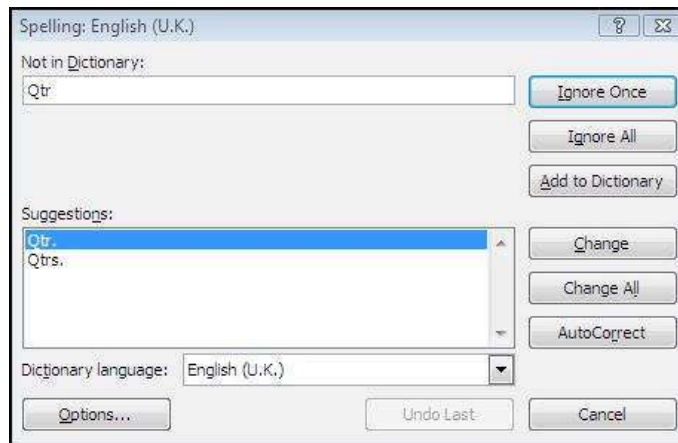 Spelling: English (U.K.)
Not in Dictionary:
Qtr
Ignore Once
Ignore All
Add to Dictionary
Suggestions:
Qtr.
Qtrs.
Change
Change All
AutoCorrect
Dictionary language: English (U.K.)
Options... Undo Last Cancel